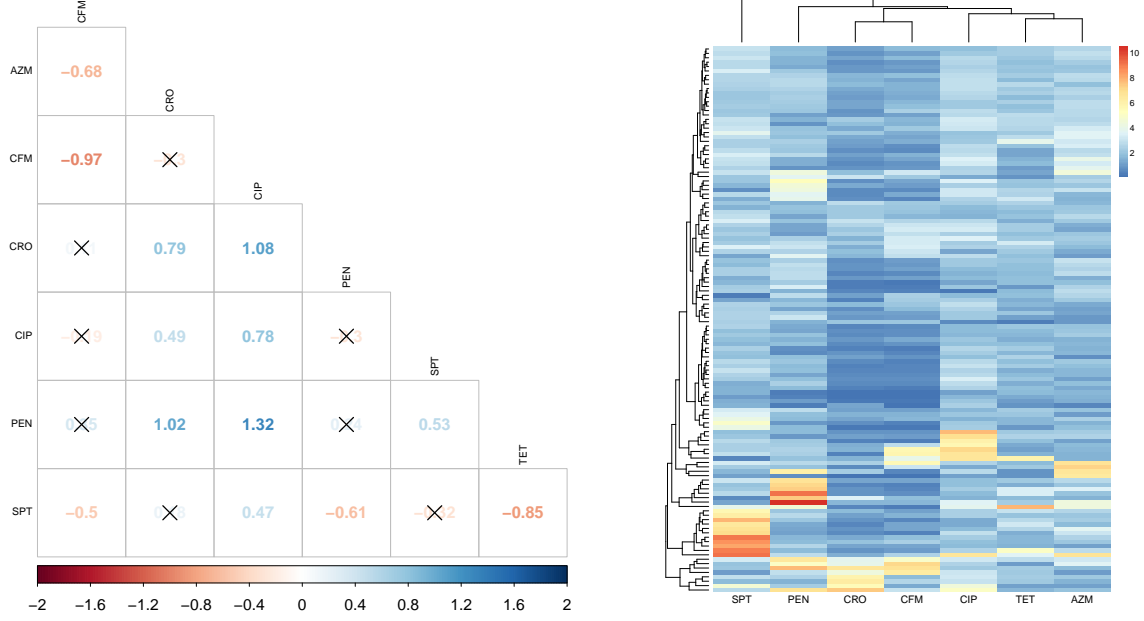 CFM
AZM −0.68
CRO
CFM −0.97
CIP
CRO 0.79 1.08
PEN
CIP 0.49 0.78
SPT
PEN 1.02 1.32 0.53
TET
SPT −0.5 0.47 −0.61 −0.85
−2 −1.6 −1.2 −0.8 −0.4 0 0.4 0.8 1.2 1.6 2
10
8
6
4
2
SPT PEN CRO CFM CIP TET AZM